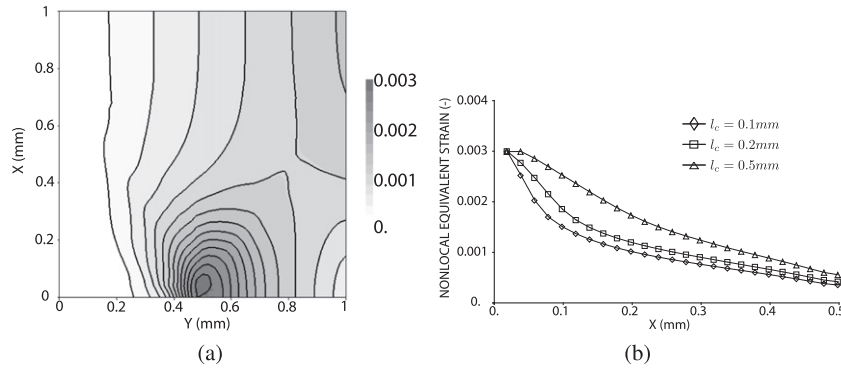 1
0.8
0.6
0.4
0.2
0
X (mm)
0 0.2 0.4 0.6 0.8 1
Y (mm)
0.003
0.002
0.001
0.
(a)
NONLOCAL EQUIVALENT STRAIN (-)
0.004
0.003
0.002
0.001
0.
0. 0.1 0.2 0.3 0.4 0.5
X (mm)
l_c = 0.1mm
l_c = 0.2mm
l_c = 0.5mm
(b)